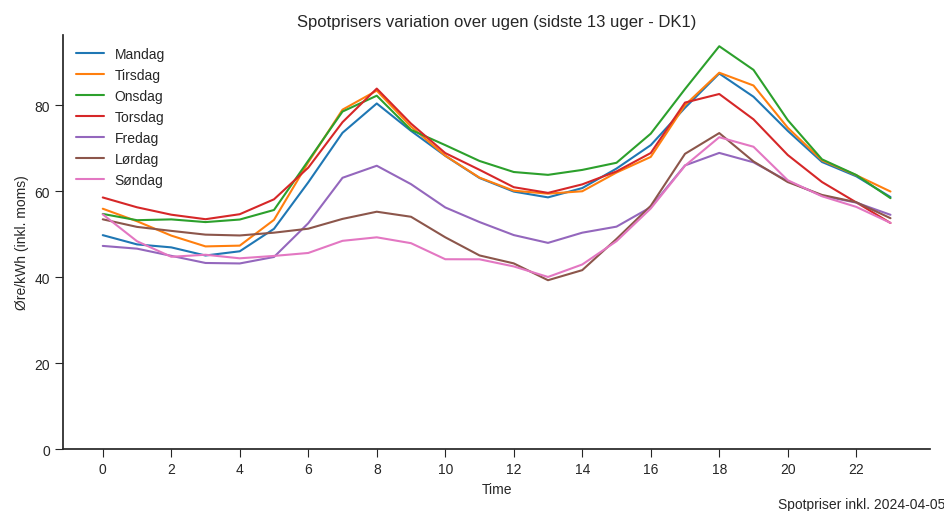 Spotprisers variation over ugen (sidste 13 uger - DK1)
Mandag
Tirsdag
Onsdag
Torsdag
Fredag
Lørdag
Søndag
Øre/kWh (inkl. moms)
80
60
40
20
0
0 2 4 6 8 10 12 14 16 18 20 22
Time
Spotpriser inkl. 2024-04-05